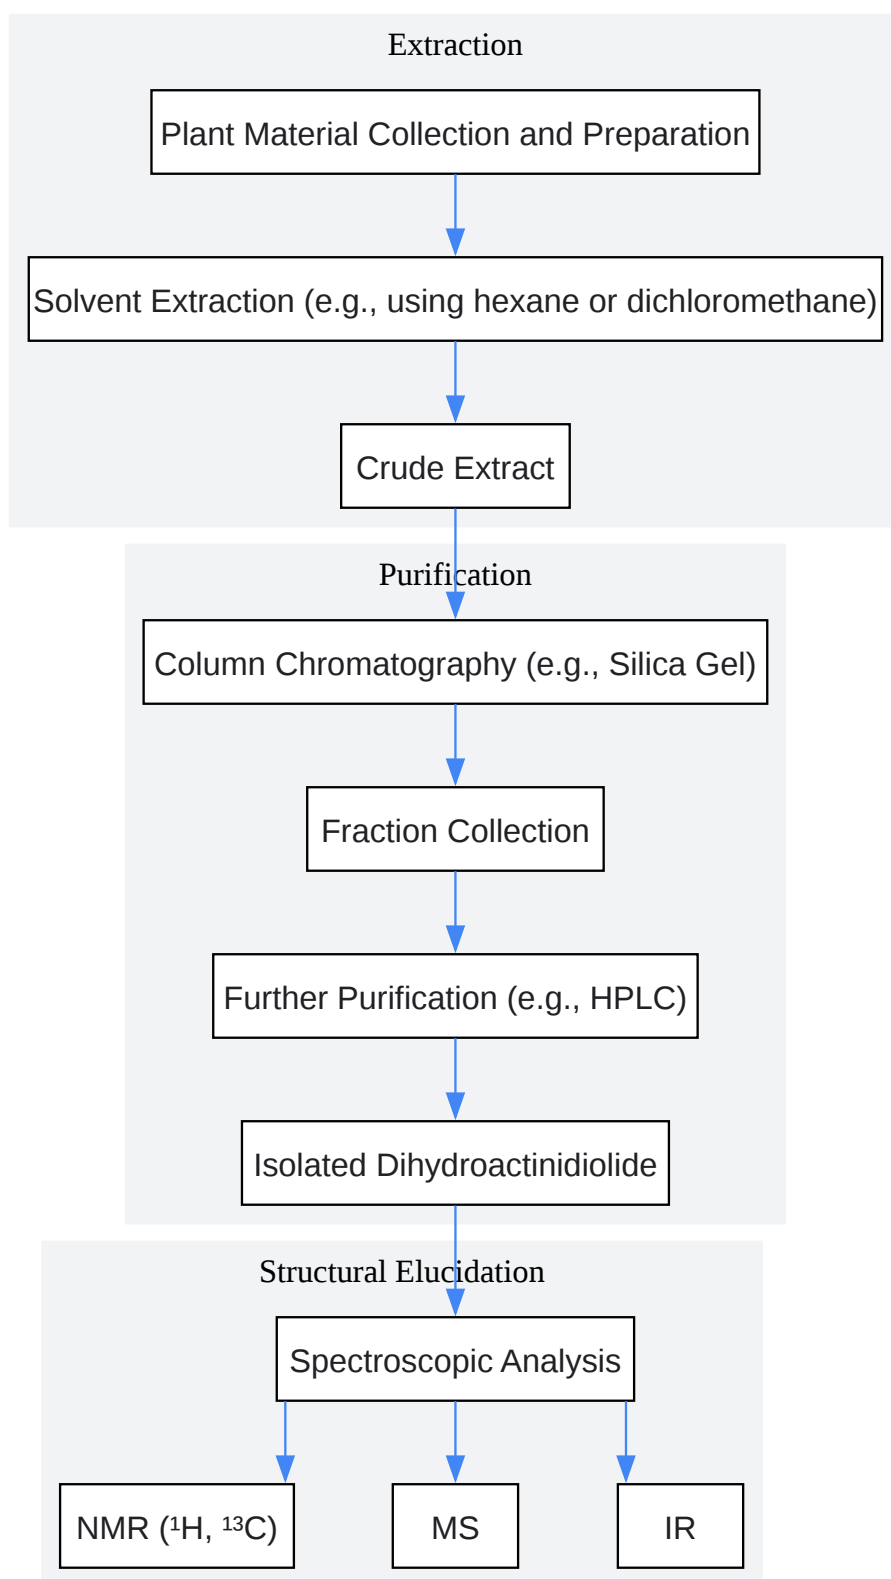 Extraction
Plant Material Collection and Preparation
Solvent Extraction (e.g., using hexane or dichloromethane)
Crude Extract
Purification
Column Chromatography (e.g., Silica Gel)
Fraction Collection
Further Purification (e.g., HPLC)
Isolated Dihydroactinidiolide
Structural Elucidation
Spectroscopic Analysis
NMR (¹H, ¹³C)
MS
IR